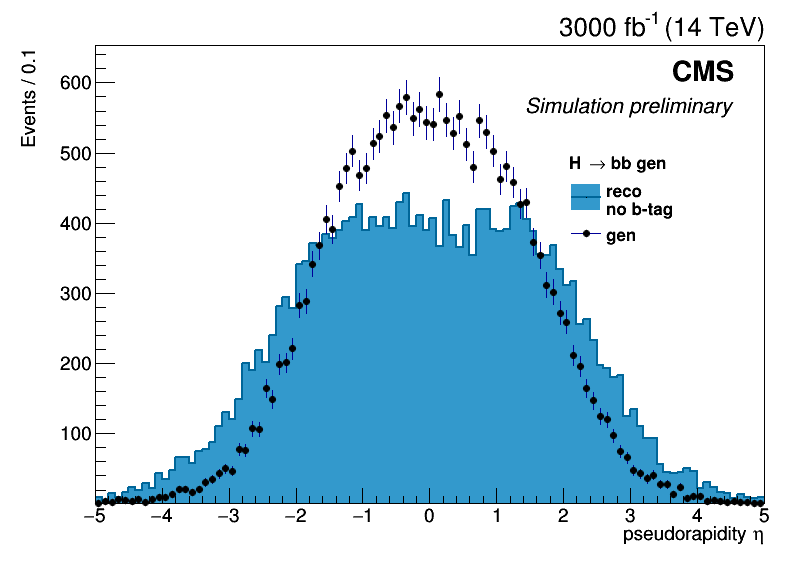 3000 fb-1 (14 TeV)
Events / 0.1
CMS
Simulation preliminary
H → bb gen
reco
no b-tag
gen
600
500
400
300
200
100
−5 −4 −3 −2 −1 0 1 2 3 4 5
pseudorapidity η